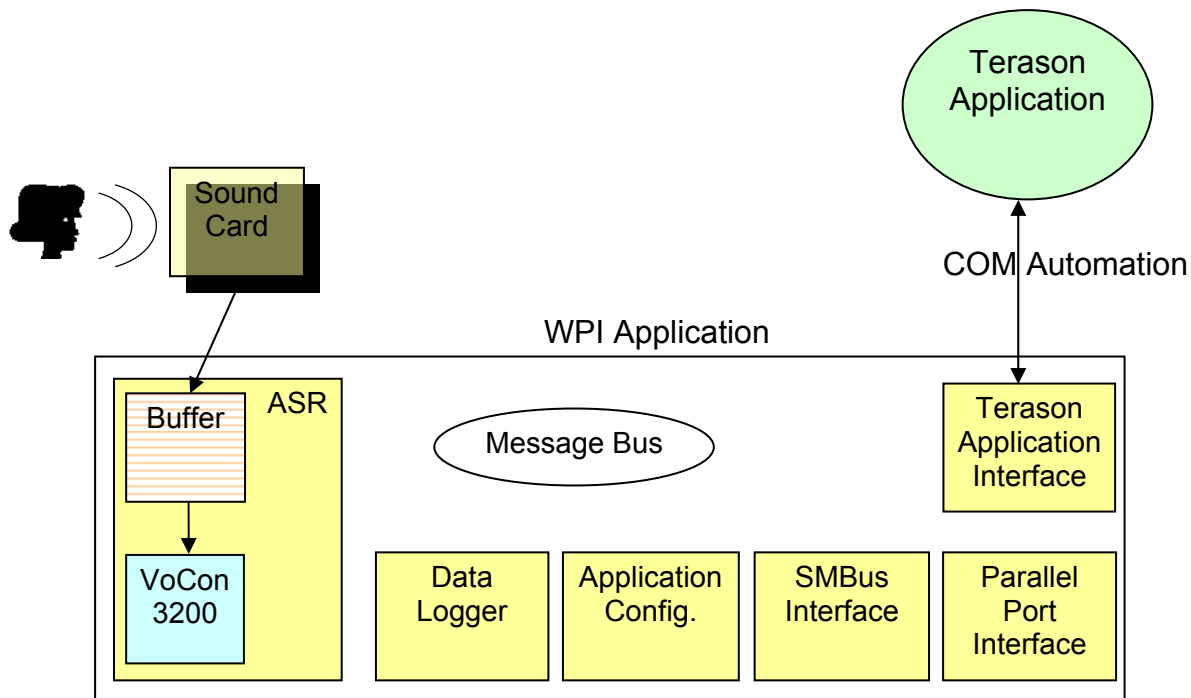 Terason
Application
Sound
Card
COM Automation
WPI Application
Buffer
ASR
Message Bus
Terason
Application
Interface
VoCon
3200
Data
Logger
Application
Config.
SMBus
Interface
Parallel
Port
Interface